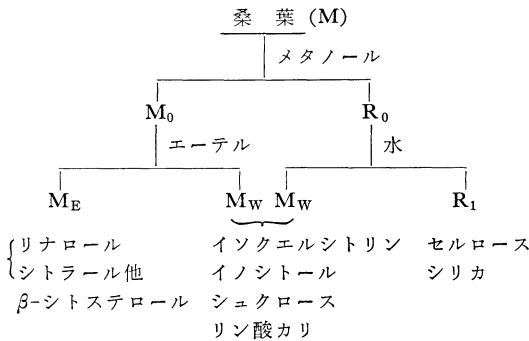 桑 葉 (M)
メタノール
M₀ R₀
エーテル 水
M_E M_W M_W R₁
リナロール イソクエルシトリン セルロース
シトラール他 イノシトール シリカ
β-シトステロール シュクロース
リン酸カリ